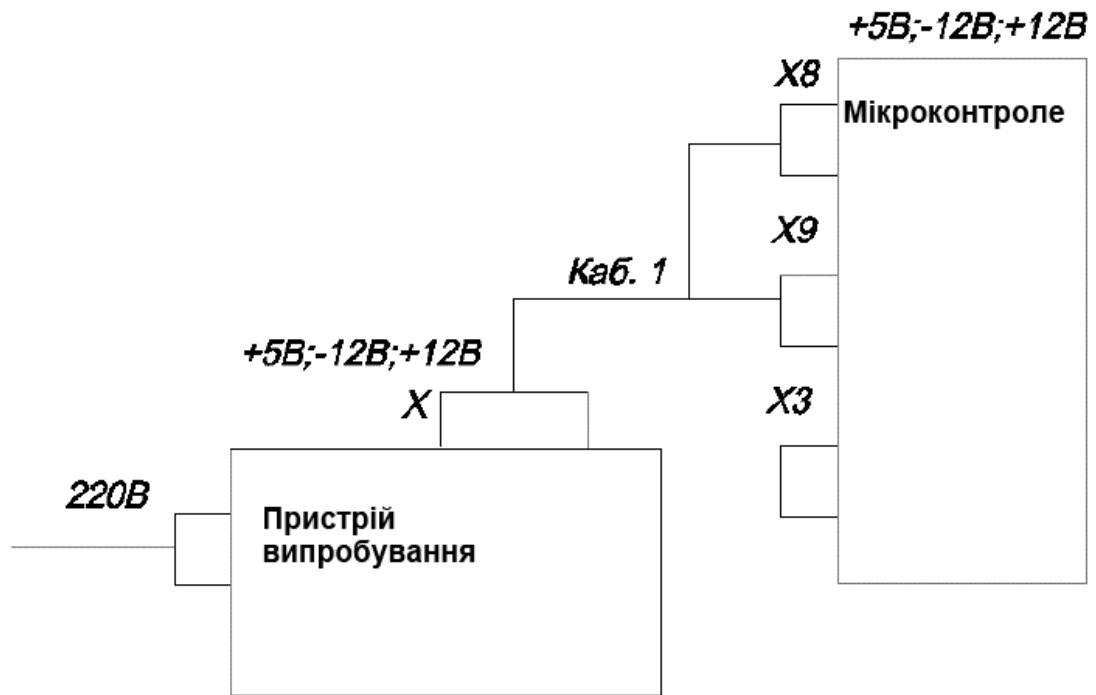 +5В;-12В;+12В
X8
Мікроконтроле
X9
Каб. 1
+5В;-12В;+12В
X
X3
220В
Пристрій
випробування